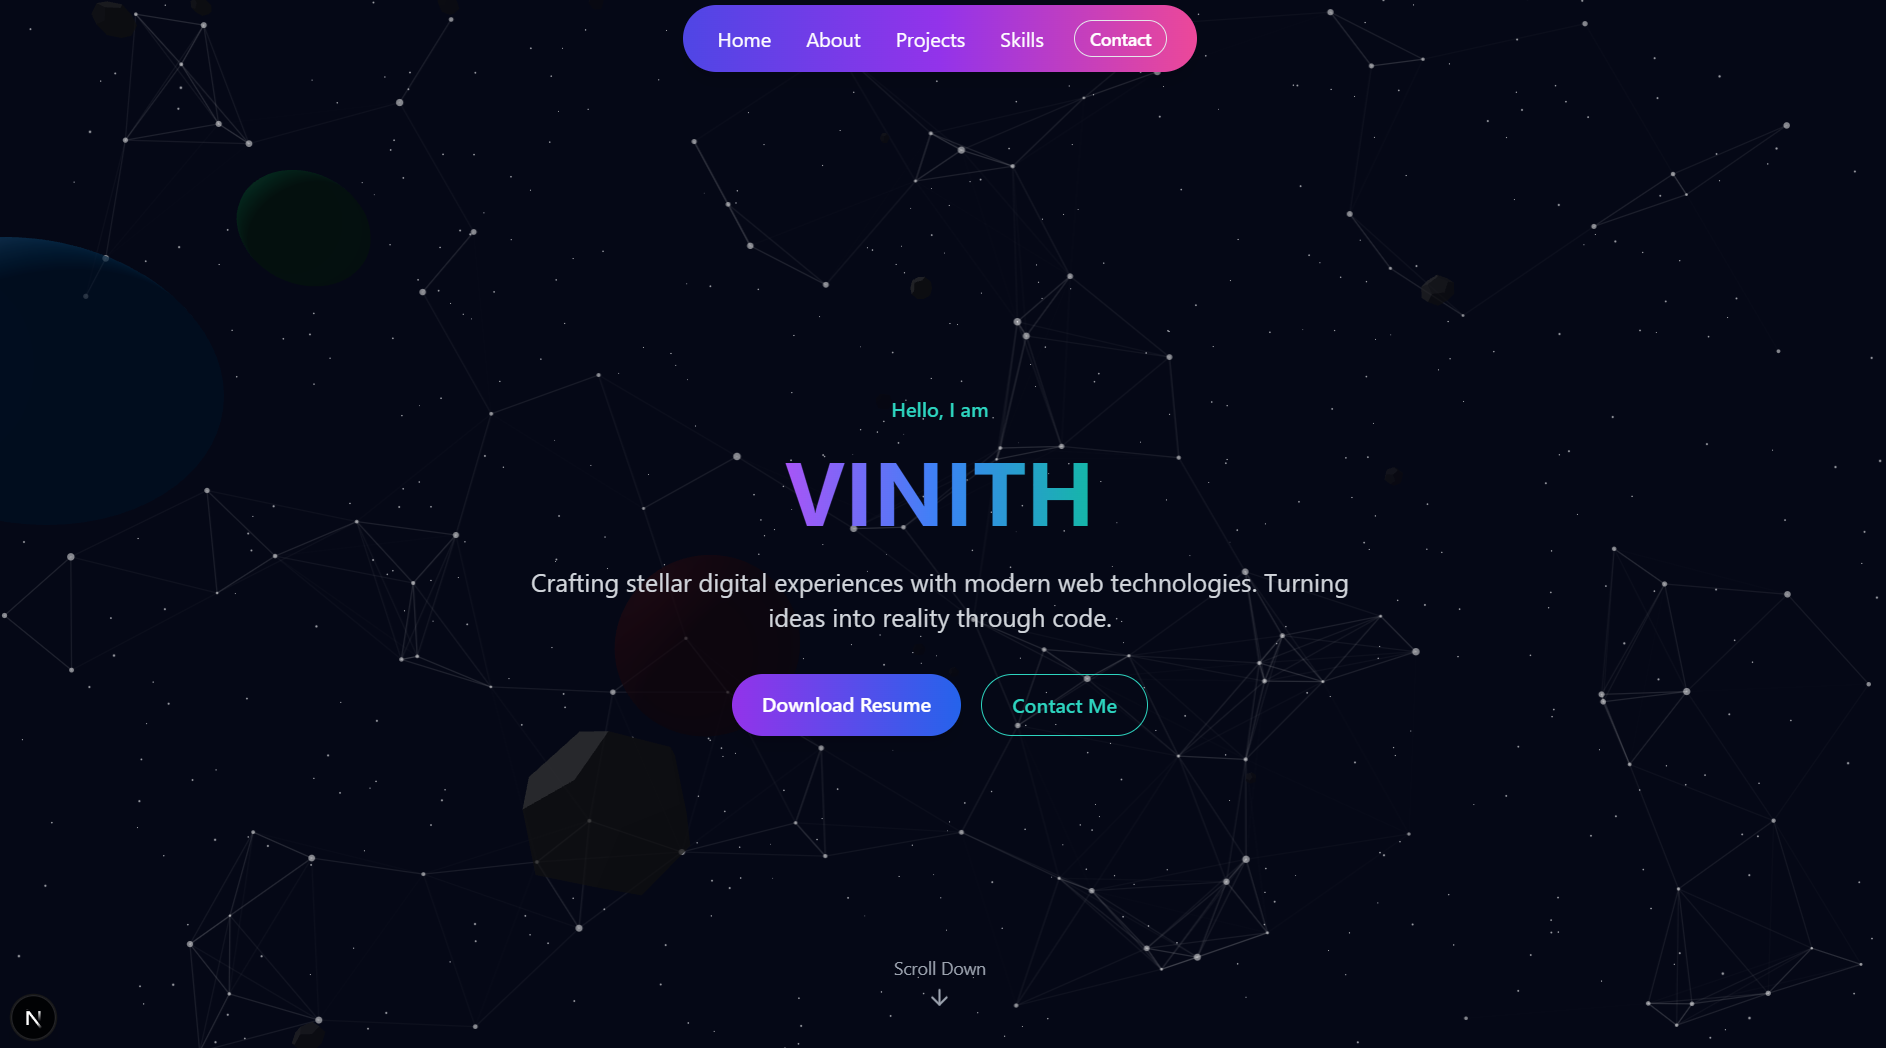 Home About Projects Skills Contact
Hello, I am
VINITH
Crafting stellar digital experiences with modern web technologies. Turning
ideas into reality through code.
Download Resume Contact Me
Scroll Down
N